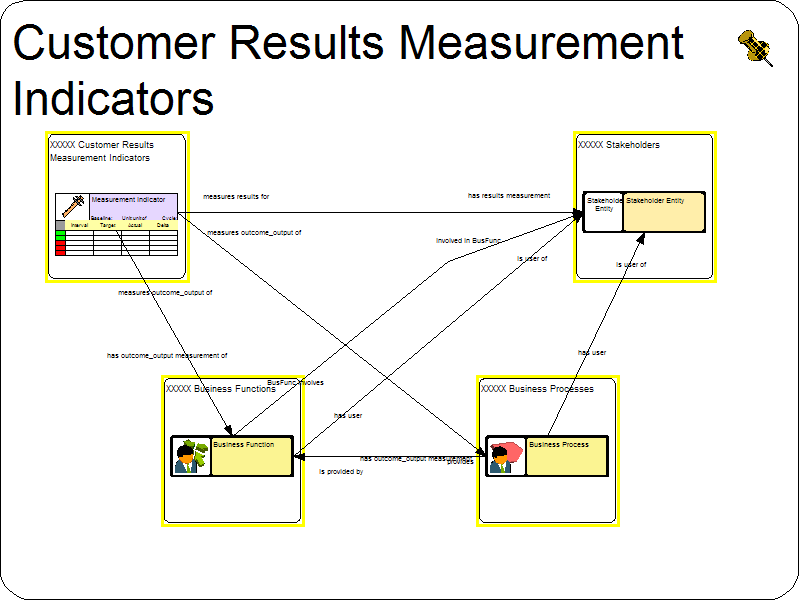 Customer Results Measurement
Indicators
XXXXX Customer Results
Measurement Indicators
XXXXX Stakeholders
Measurement Indicator
Baseline: Unit:unit of Cycle:
Interval Target Actual Delta
measures results for
has results measurement
Stakeholde
Entity
Stakeholder Entity
measures outcome_output of
Involved in BusFunc
Is user of
Is user of
measures outcome_output of
has outcome_output measurement of
has user
BusFunc Involves
XXXXX Business Functions
XXXXX Business Processes
has user
Business Function
Business Process
has outcome_output measurement
provides
Is provided by